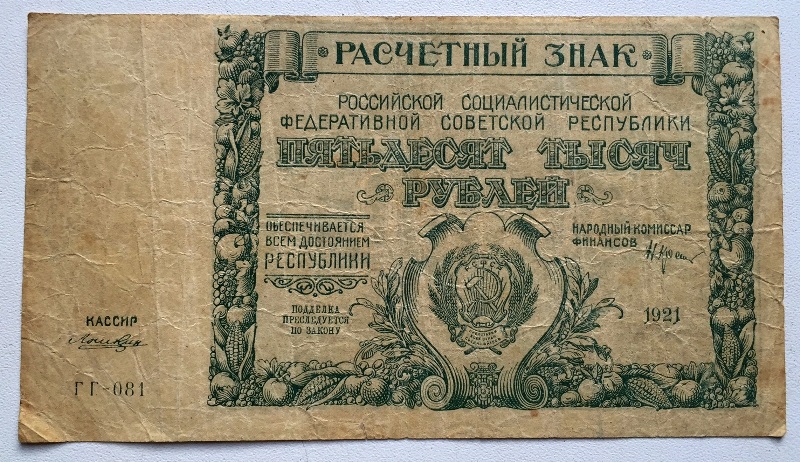 РАСЧЕТНЫЙ ЗНАК
РОССИЙСКОЙ СОЦИАЛИСТИЧЕСКОЙ
ФЕДЕРАТИВНОЙ СОВЕТСКОЙ РЕСПУБЛИКИ
ПЯТЬДЕСЯТ ТЫСЯЧ
РУБЛЕЙ
ОБЕСПЕЧИВАЕТСЯ
ВСЕМ ДОСТОЯНИЕМ
РЕСПУБЛИКИ
ПОДДЕЛКА
ПРЕСЛЕДУЕТСЯ
ПО ЗАКОНУ
НАРОДНЫЙ КОМИССАР
ФИНАНСОВ
1921
КАССИР
ГГ-081